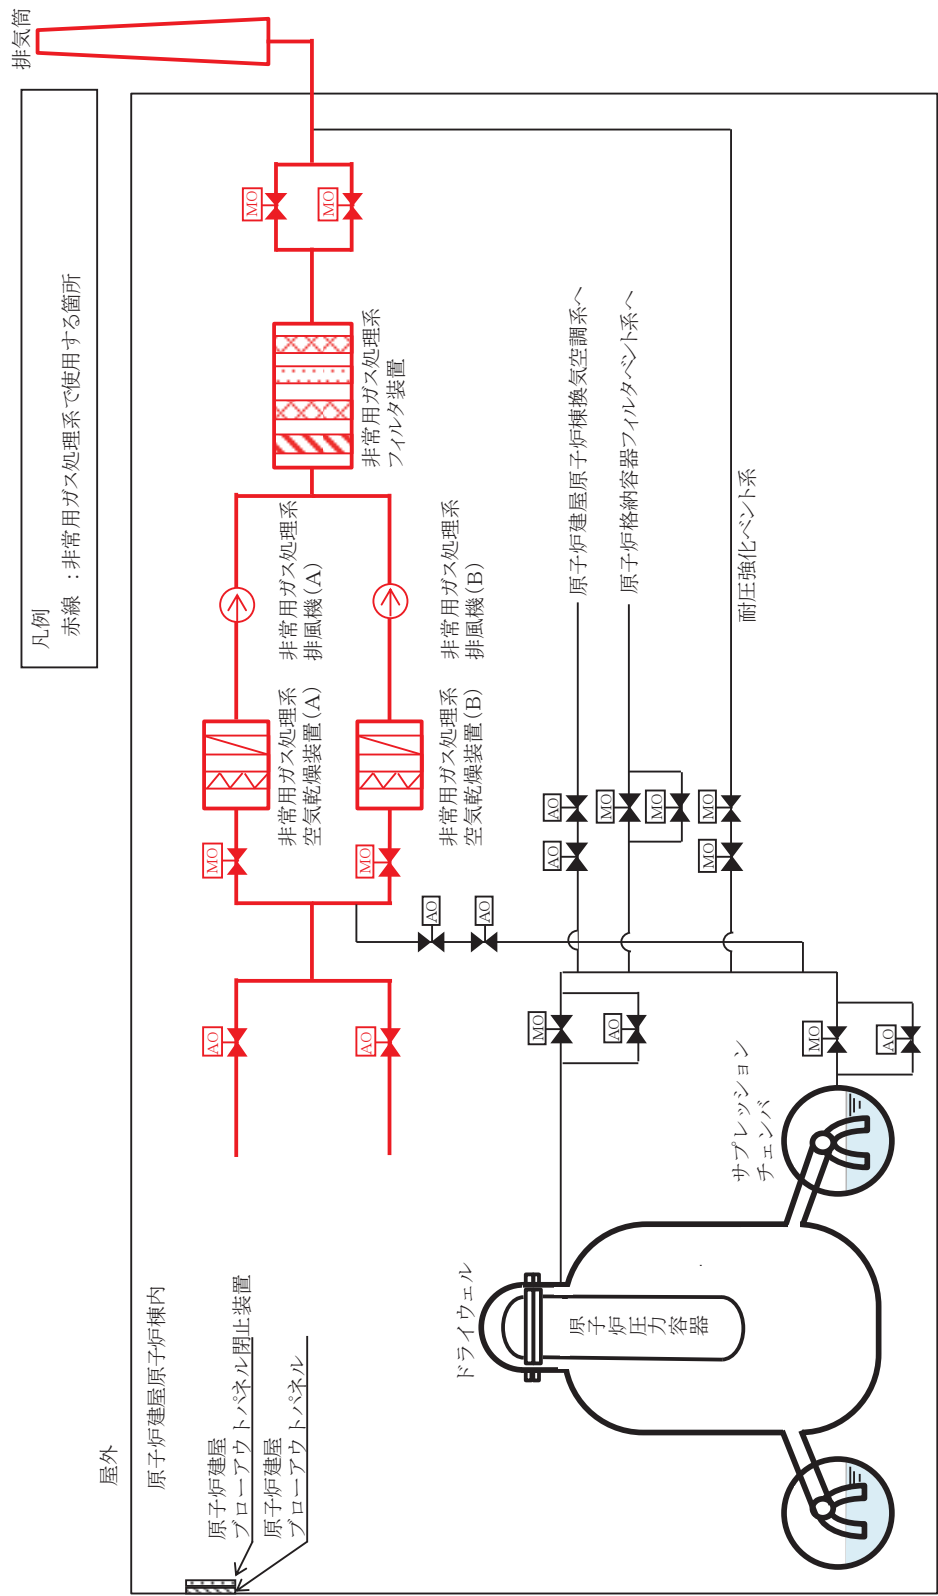 排気筒
凡例
赤線 : 非常用ガス処理系で使用する箇所
屋外
原子炉建屋原子炉棟内
原子炉建屋
ブローアウトパネル閉止装置
原子炉建屋
ブローアウトパネル
AO
AO
MO
MO
非常用ガス処理系
空気乾燥装置(A)
非常用ガス処理系
空気乾燥装置(B)
非常用ガス処理系
排風機(A)
非常用ガス処理系
排風機(B)
非常用ガス処理系
フィルタ装置
MO
MO
AO
AO
AO
AO
MO
MO
MO
MO
原子炉建屋原子炉棟換気空調系へ
原子炉格納容器フィルタベント系へ
耐圧強化ベント系
MO
AO
MO
AO
ドライウェル
原子炉圧力容器
サプレッション
チェンバ